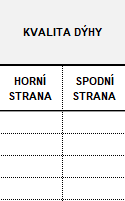 KVALITA DÝHY
HORNÍ STRANA
SPODNÍ STRANA